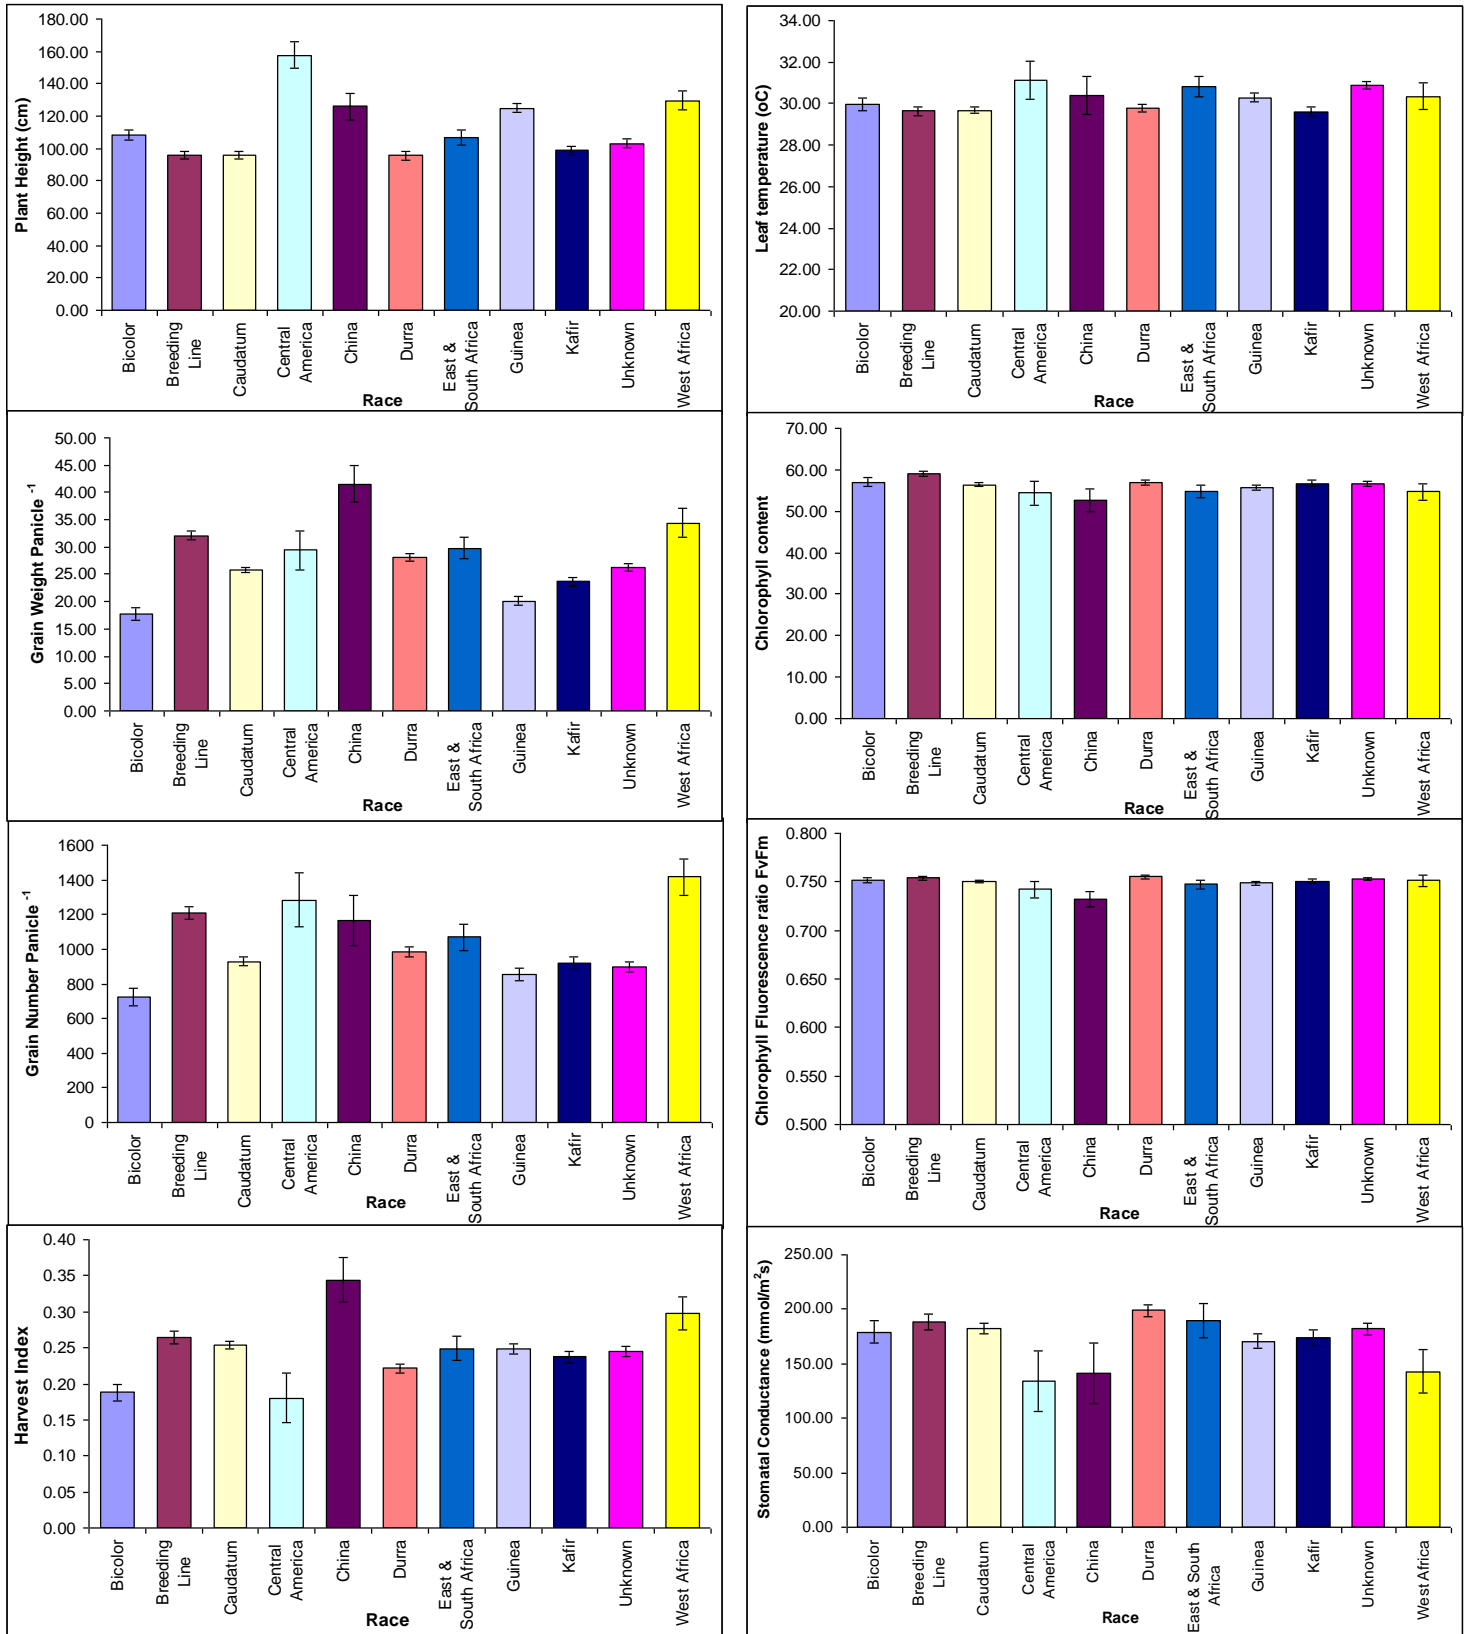 180.00
160.00
140.00
120.00
100.00
80.00
60.00
40.00
20.00
0.00
Plant Height (cm)
Bicolor
Breeding
Line
Caudatum
Central
America
China
Durra
East &
South Africa
Guinea
Kafir
Unknown
West Africa
Race
34.00
32.00
30.00
28.00
26.00
24.00
22.00
20.00
Leaf temperature (oC)
Bicolor
Breeding
Line
Caudatum
Central
America
China
Durra
East &
South Africa
Guinea
Kafir
Unknown
West Africa
Race
50.00
45.00
40.00
35.00
30.00
25.00
20.00
15.00
10.00
5.00
0.00
Grain Weight Panicle -1
Bicolor
Breeding
Line
Caudatum
Central
America
China
Durra
East &
South Africa
Guinea
Kafir
Unknown
West Africa
Race
70.00
60.00
50.00
40.00
30.00
20.00
10.00
0.00
Chlorophyll content
Bicolor
Breeding
Line
Caudatum
Central
America
China
Durra
East &
South Africa
Guinea
Kafir
Unknown
West Africa
Race
1600
1400
1200
1000
800
600
400
200
0
Grain Number Panicle -1
Bicolor
Breeding
Line
Caudatum
Central
America
China
Durra
East &
South Africa
Guinea
Kafir
Unknown
West Africa
Race
0.800
0.750
0.700
0.650
0.600
0.550
0.500
Chlorophyll Fluorescence ratio FvFm
Bicolor
Breeding
Line
Caudatum
Central
America
China
Durra
East &
South Africa
Guinea
Kafir
Unknown
West Africa
Race
0.40
0.35
0.30
0.25
0.20
0.15
0.10
0.05
0.00
Harvest Index
Bicolor
Breeding
Line
Caudatum
Central
America
China
Durra
East &
South Africa
Guinea
Kafir
Unknown
West Africa
Race
250.00
200.00
150.00
100.00
50.00
0.00
Stomatal Conductance (mmol/m²s)
Bicolor
Breeding
Line
Caudatum
Central
America
China
Durra
East & South
Africa
Guinea
Kafir
Unknown
West Africa
Race